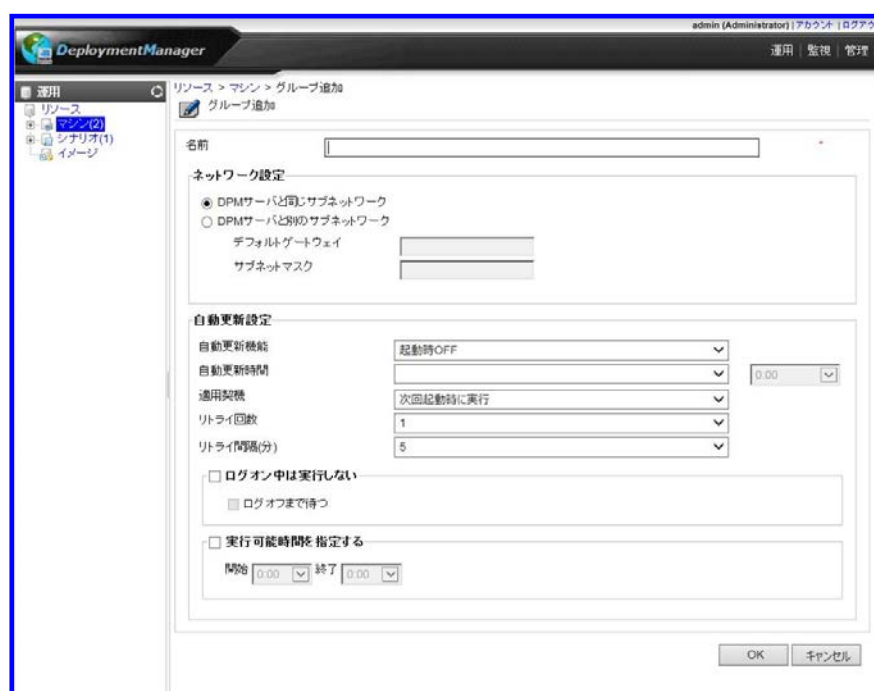 admin (Administrator) | アカウント | ログアウ
DeploymentManager
運用 | 監視 | 管理
運用
リソース
マシン(2)
シナリオ(1)
イメージ
リソース > マシン > グループ追加
グループ追加
名前 *
ネットワーク設定
DPMサーバと同じサブネットワーク
DPMサーバと別のサブネットワーク
デフォルトゲートウェイ
サブネットマスク
自動更新設定
自動更新機能 起動時OFF
自動更新時間 0:00
適用契機 次回起動時に実行
リトライ回数 1
リトライ間隔(分) 5
ログオン中は実行しない
ログオフまで待つ
実行可能時間を指定する
開始 0:00 終了 0:00
OK キャンセル